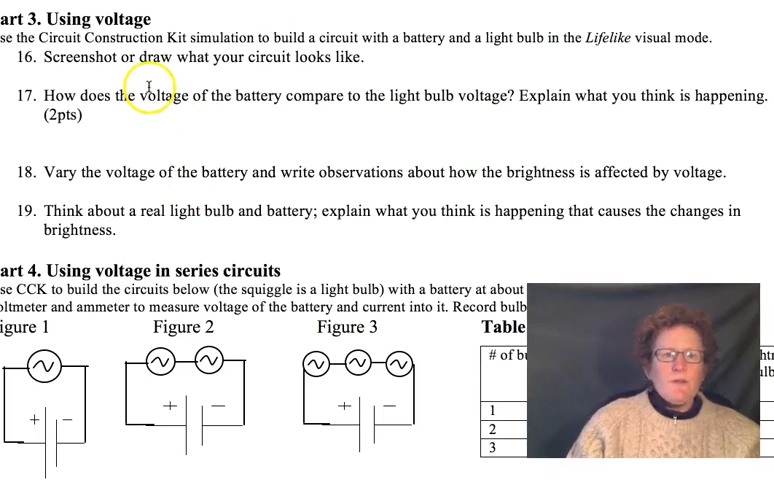 art 3. Using voltage
se the Circuit Construction Kit simulation to build a circuit with a battery and a light bulb in the Lifelike visual mode.
16. Screenshot or draw what your circuit looks like.
17. How does the voltage of the battery compare to the light bulb voltage? Explain what you think is happening.
(2pts)
18. Vary the voltage of the battery and write observations about how the brightness is affected by voltage.
19. Think about a real light bulb and battery; explain what you think is happening that causes the changes in
brightness.
art 4. Using voltage in series circuits
se CCK to build the circuits below (the squiggle is a light bulb) with a battery at about
oltmeter and ammeter to measure voltage of the battery and current into it. Record bulb
igure 1 Figure 2 Figure 3 Table
# of bu
+ − + − + −
1
2
3